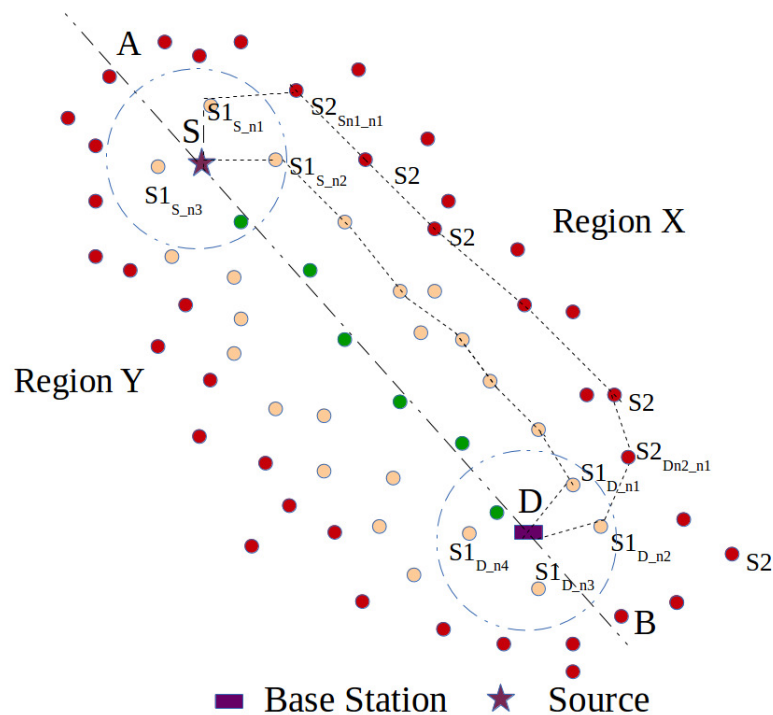 A
S1S_n1
S2Sn1_n1
S
S1S_n2
S2
S1S_n3
S2
Region X
Region Y
S2
S2Dn2_n1
S1D_n1
D
S1D_n2
S1D_n4
S2
S1D_n3
B
Base Station
Source